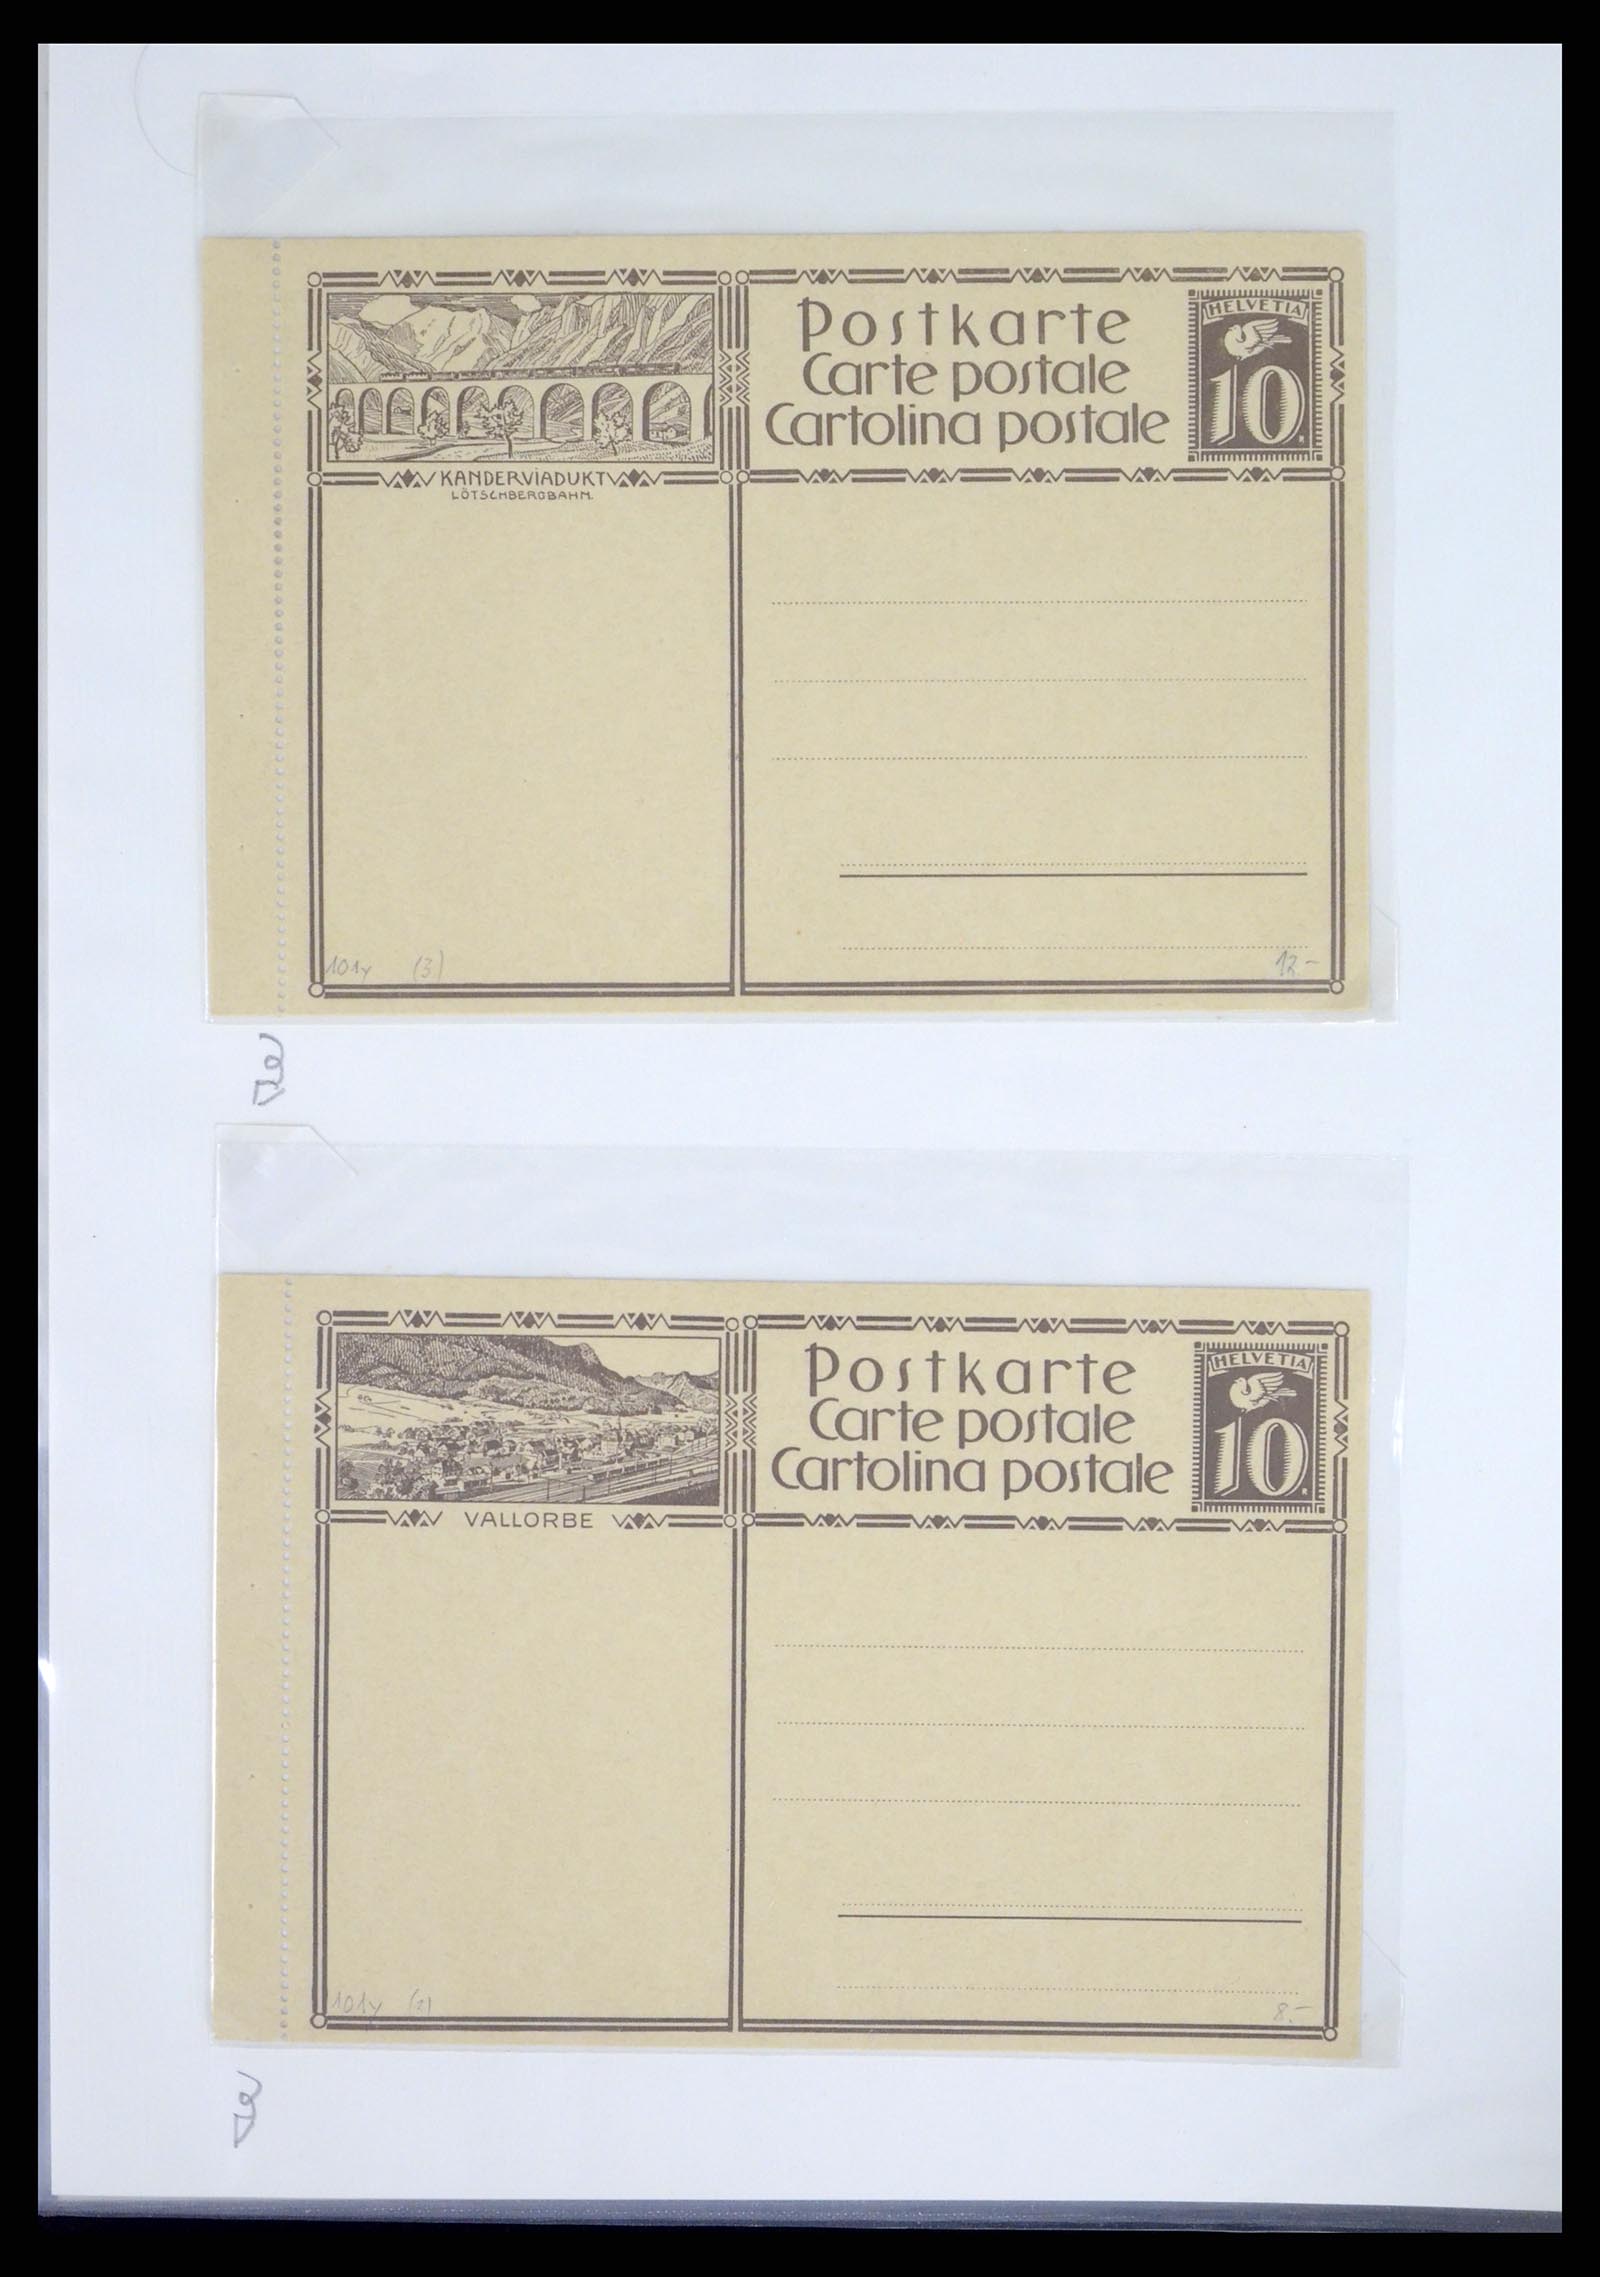 Postkarte
Carte postale
Cartolina postale
HELVETIA
10
KANDERVIADUKT
LÖTSCHBERGBAHN.
101y (3)
12.-
Postkarte
Carte postale
Cartolina postale
HELVETIA
10
VALLORBE
101y (2)
8.-